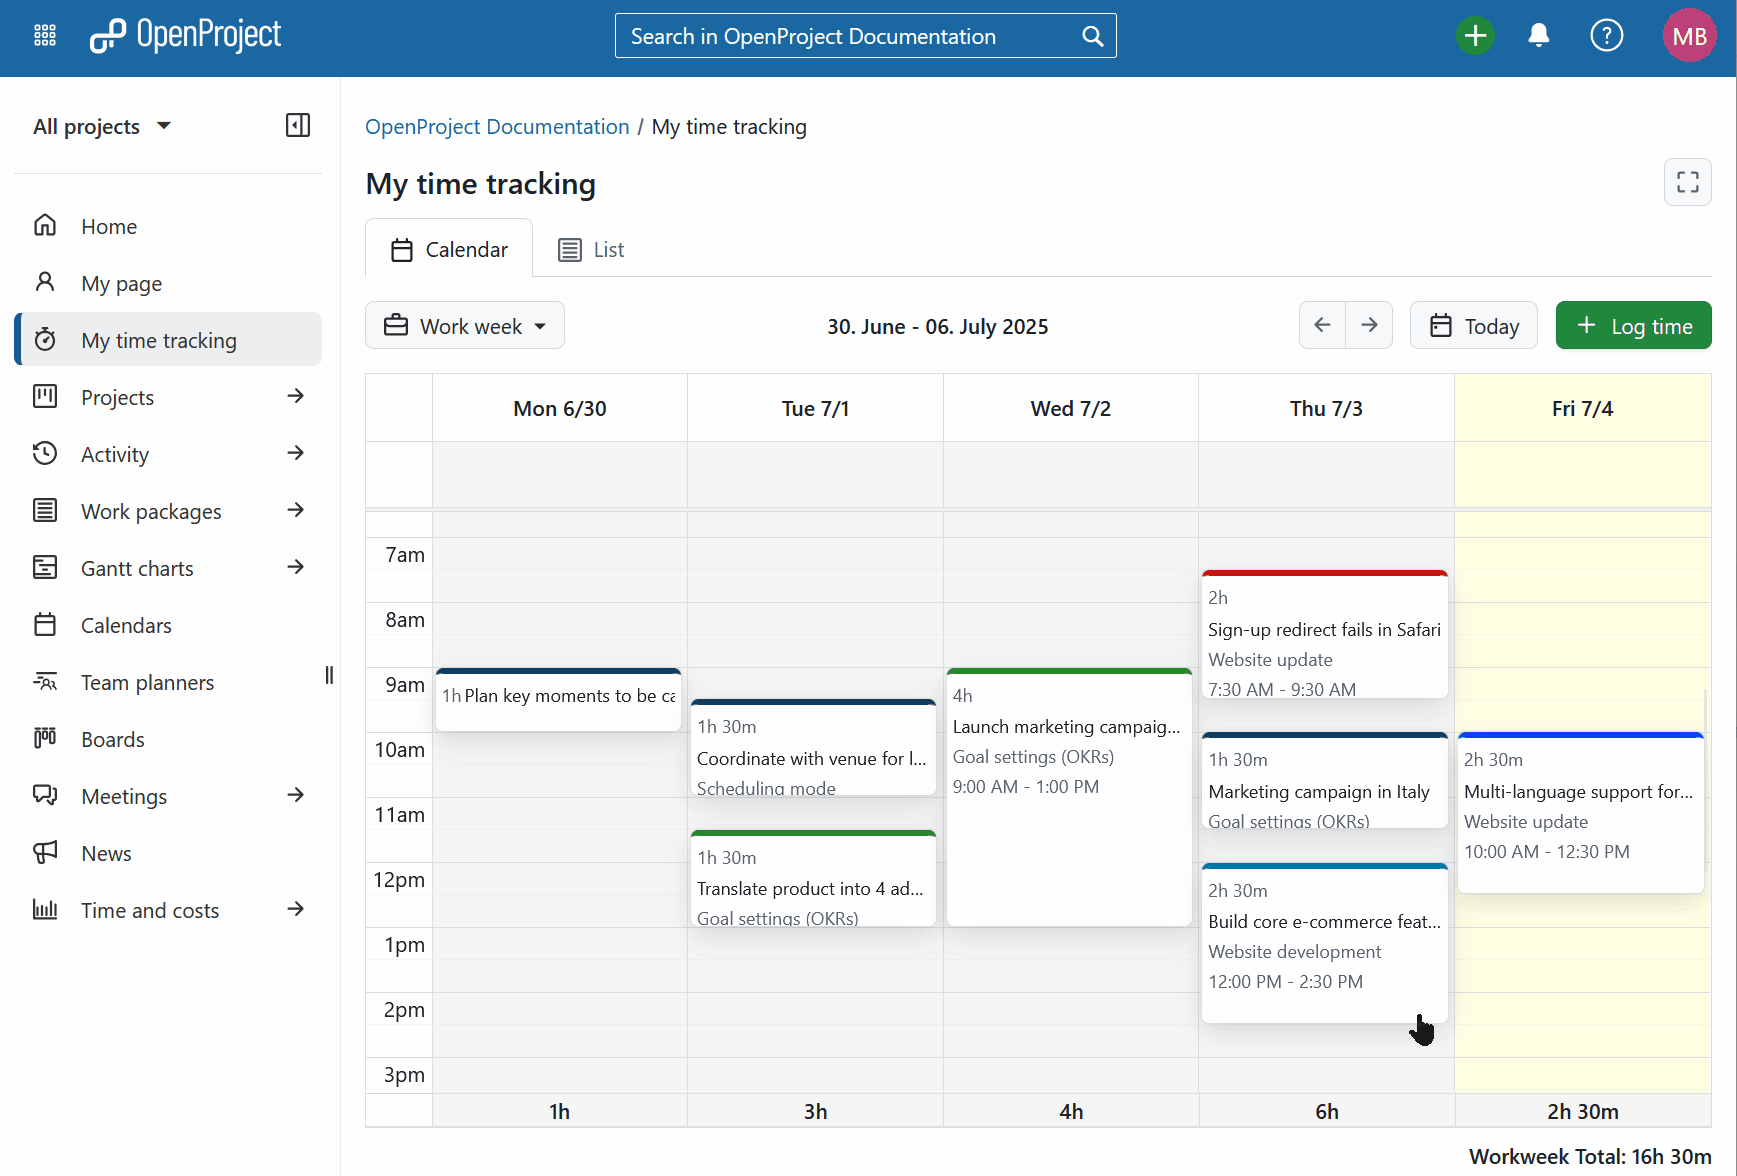 OpenProject
Search in OpenProject Documentation
MB
All projects
Home
My page
My time tracking
Projects
Activity
Work packages
Gantt charts
Calendars
Team planners
Boards
Meetings
News
Time and costs
OpenProject Documentation / My time tracking
My time tracking
Calendar
List
Work week
30. June - 06. July 2025
Today
+ Log time
Mon 6/30
Tue 7/1
Wed 7/2
Thu 7/3
Fri 7/4
7am
8am
9am
10am
11am
12pm
1pm
2pm
3pm
1h Plan key moments to be ca
1h 30m
Coordinate with venue for l...
Scheduling mode
1h 30m
Translate product into 4 ad...
Goal settings (OKRs)
4h
Launch marketing campaig...
Goal settings (OKRs)
9:00 AM - 1:00 PM
2h
Sign-up redirect fails in Safari
Website update
7:30 AM - 9:30 AM
1h 30m
Marketing campaign in Italy
Goal settings (OKRs)
2h 30m
Build core e-commerce feat...
Website development
12:00 PM - 2:30 PM
2h 30m
Multi-language support for...
Website update
10:00 AM - 12:30 PM
1h
3h
4h
6h
2h 30m
Workweek Total: 16h 30m